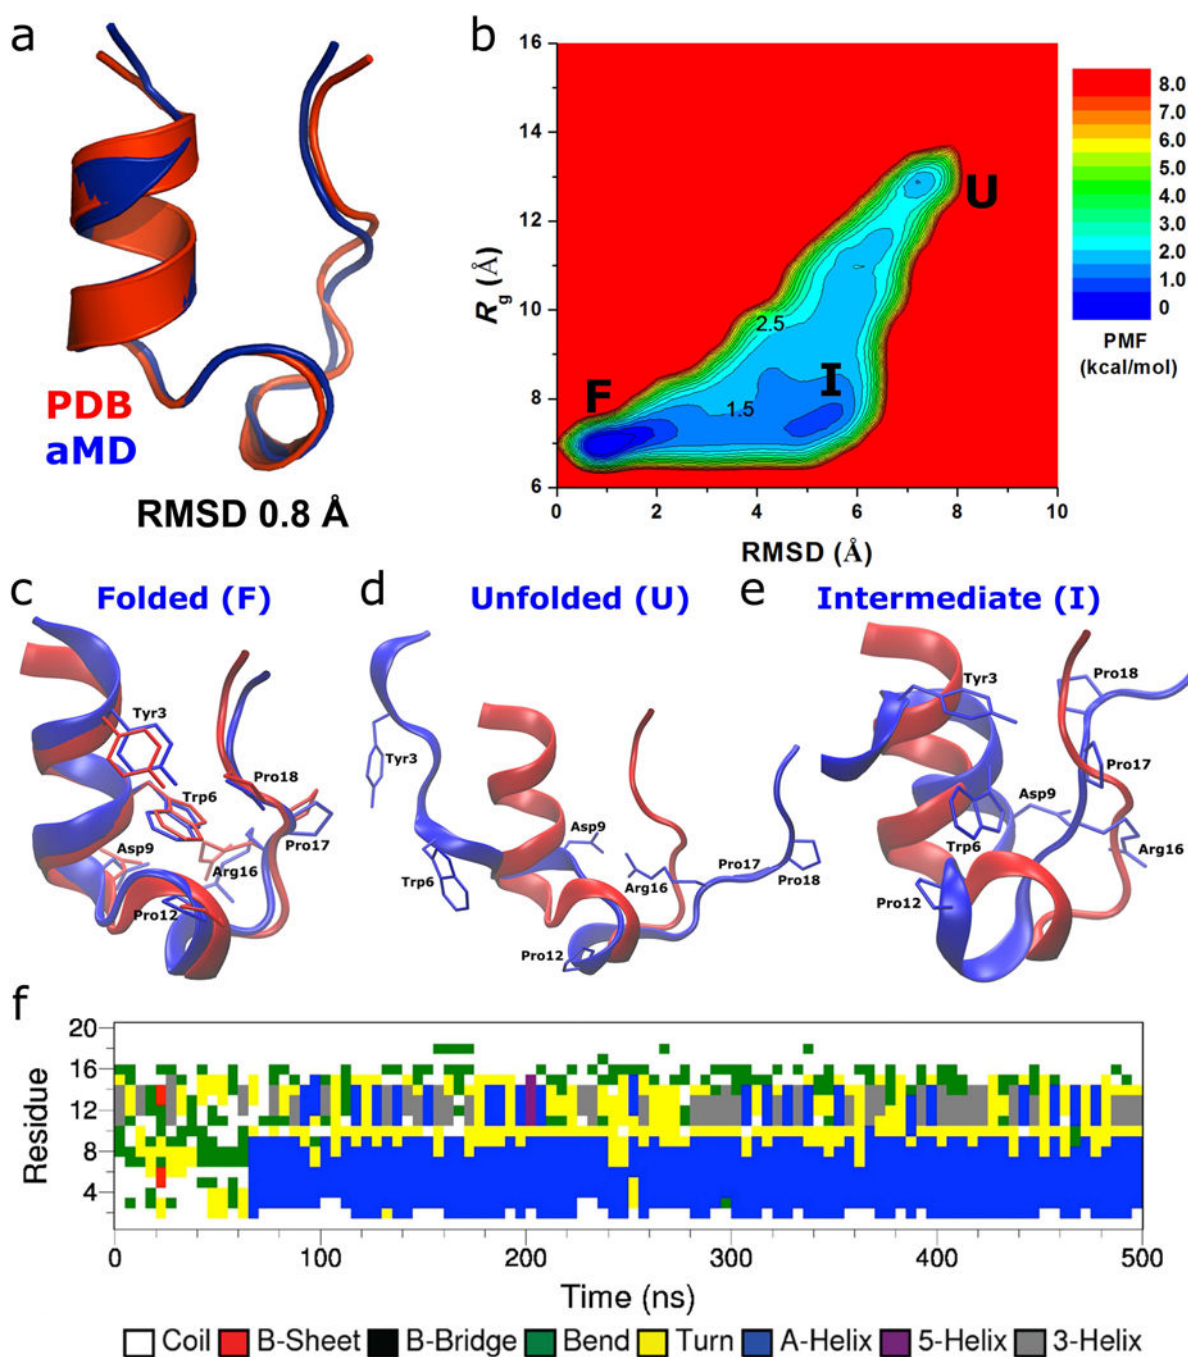 a
PDB
aMD
RMSD 0.8 Å
b
16
14
12
10
8
6
0
2
4
6
8
10
Rg (Å)
RMSD (Å)
F
I
U
2.5
1.5
8.0
7.0
6.0
5.0
4.0
3.0
2.0
1.0
0
PMF
(kcal/mol)
c
Folded (F)
Tyr3
Trp6
Pro18
Asp9
Arg16
Pro17
Pro12
d
Unfolded (U)
Tyr3
Trp6
Asp9
Arg16
Pro17
Pro18
Pro12
e
Intermediate (I)
Tyr3
Pro18
Pro17
Asp9
Trp6
Arg16
Pro12
f
Residue
20
16
12
8
4
0
100
200
300
400
500
Time (ns)
Coil B-Sheet B-Bridge Bend Turn A-Helix 5-Helix 3-Helix